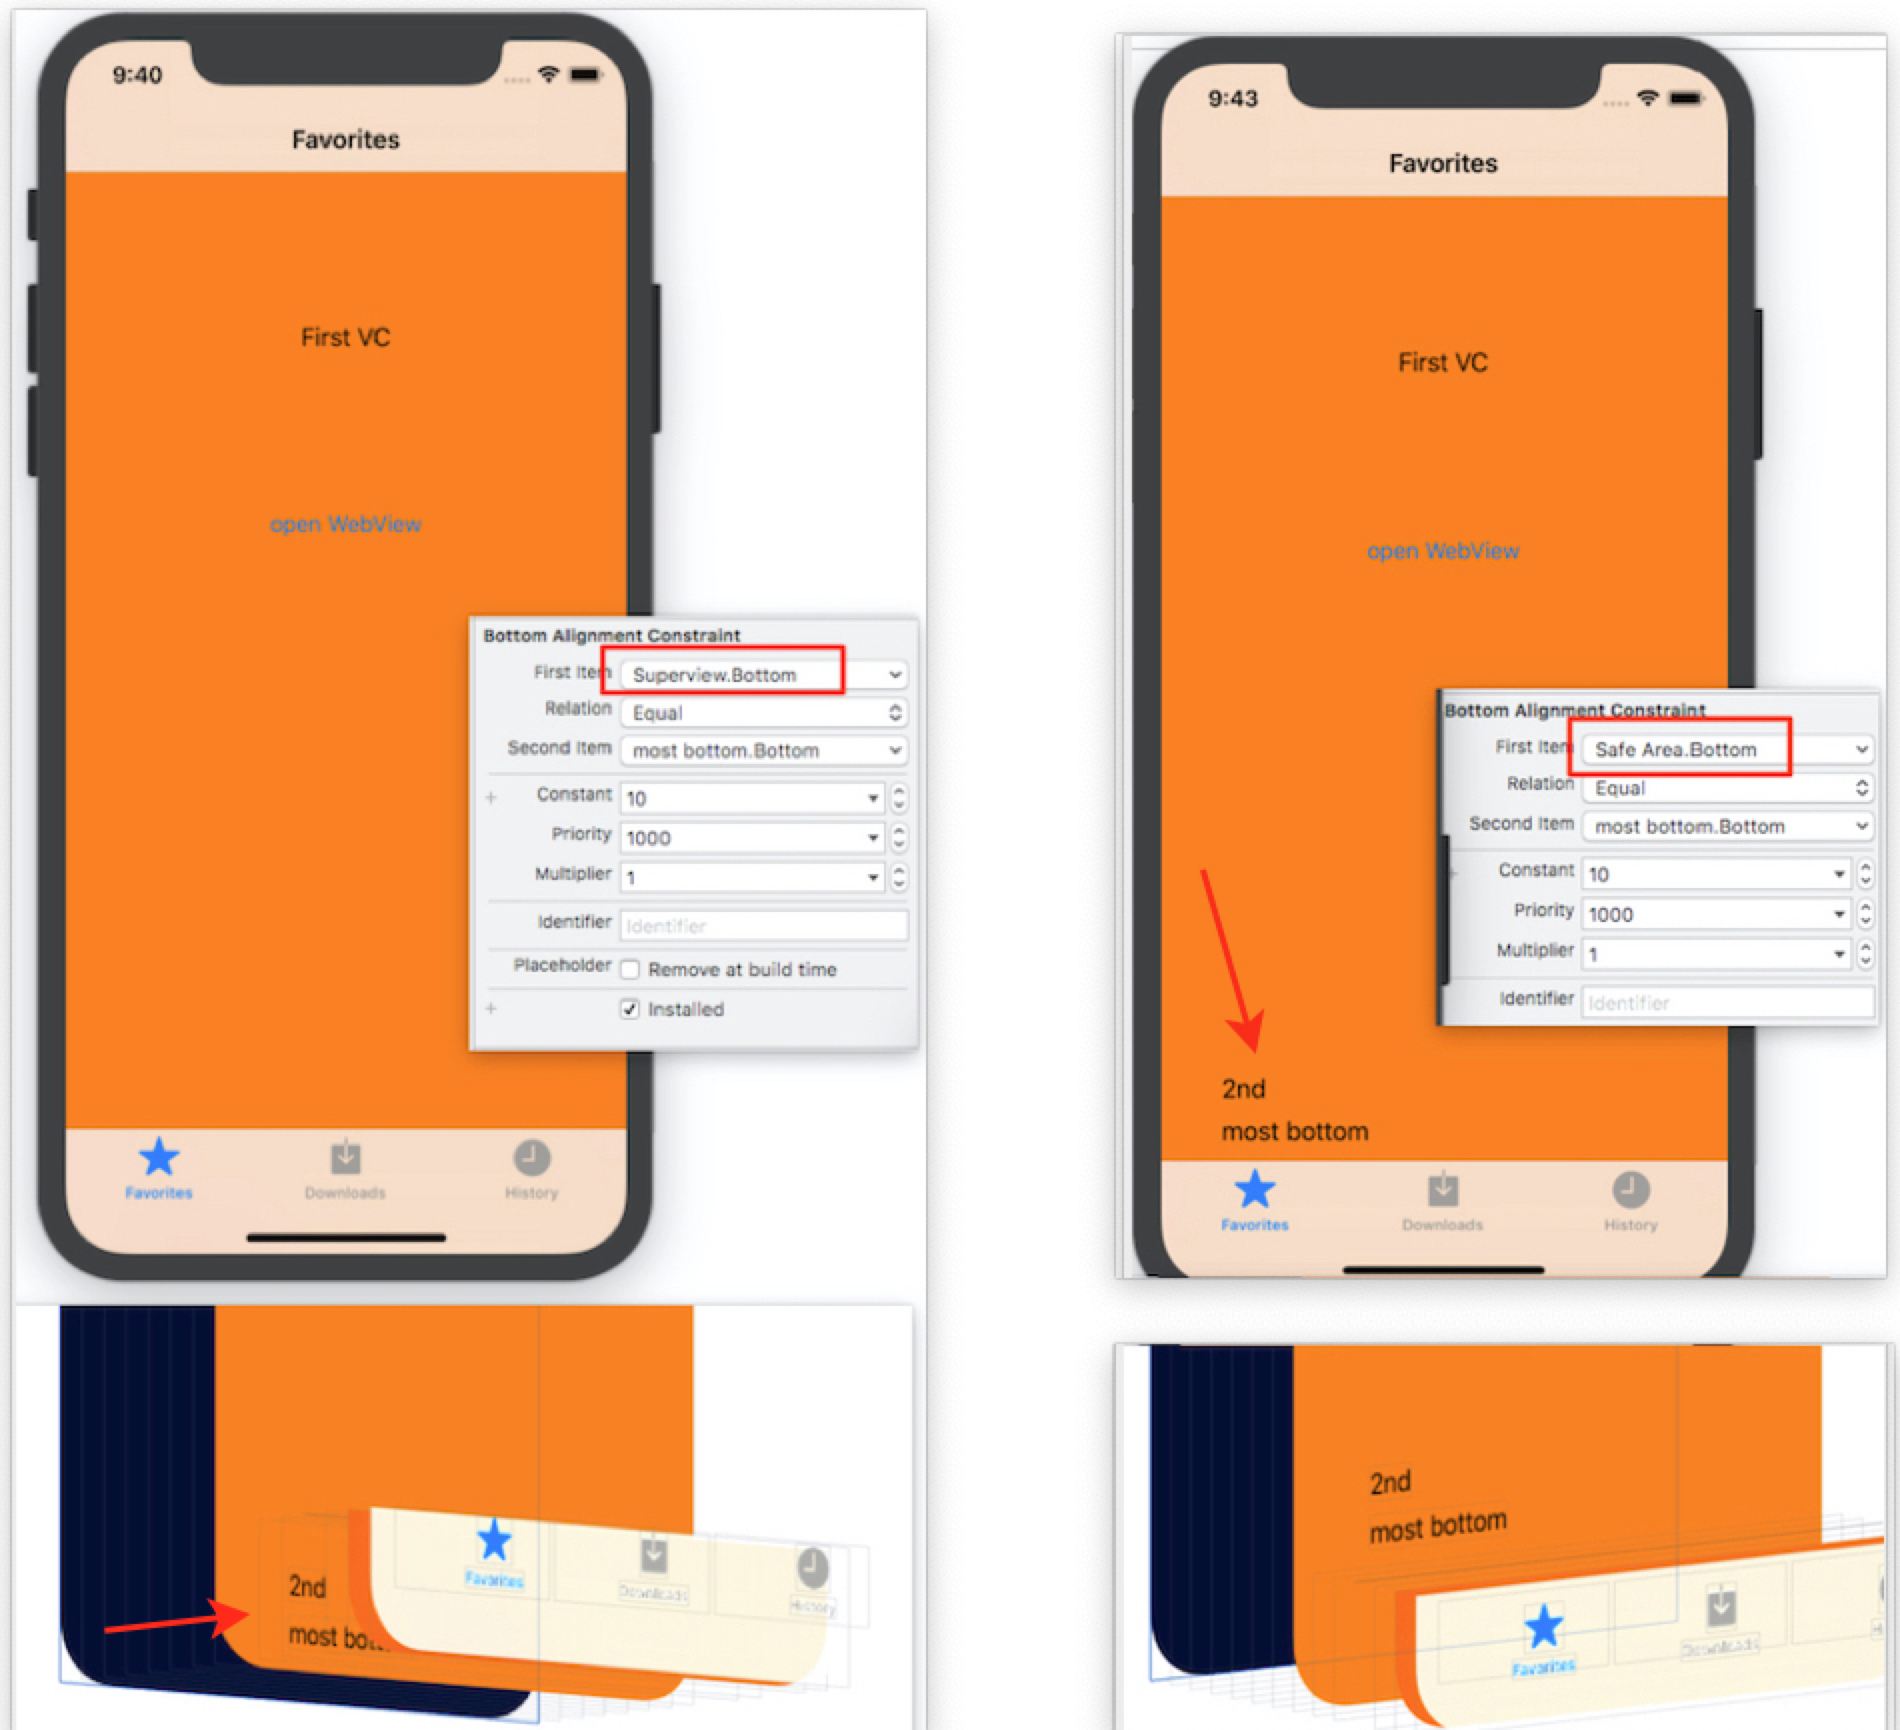 9:40
Favorites
First VC
open WebView
Bottom Alignment Constraint
First Item Superview.Bottom
Relation Equal
Second Item most bottom.Bottom
+ Constant 10
Priority 1000
Multiplier 1
Identifier Identifier
Placeholder Remove at build time
+ Installed
Favorites Downloads History
2nd
most bott
Favorites
Downloads
History
9:43
Favorites
First VC
open WebView
Bottom Alignment Constraint
First Item Safe Area.Bottom
Relation Equal
Second Item most bottom.Bottom
+ Constant 10
Priority 1000
Multiplier 1
Identifier Identifier
2nd
most bottom
Favorites Downloads History
2nd
most bottom
Favorites
Downloads